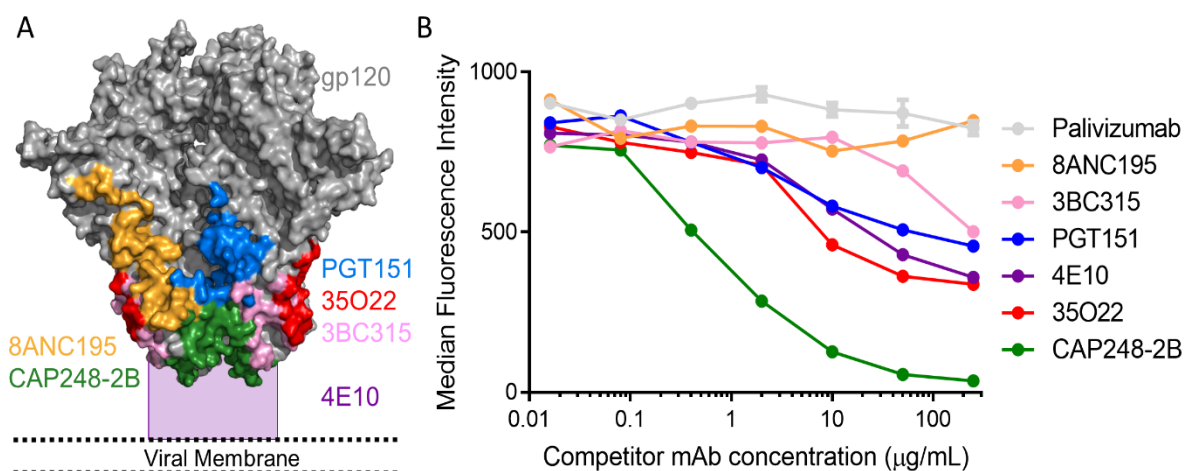 A
gp120
PGT151
35O22
3BC315
8ANC195
CAP248-2B
4E10
Viral Membrane
B
Median Fluorescence Intensity
1000
500
0
0.01
0.1
1
10
100
Competitor mAb concentration (μg/mL)
Palivizumab
8ANC195
3BC315
PGT151
4E10
35O22
CAP248-2B